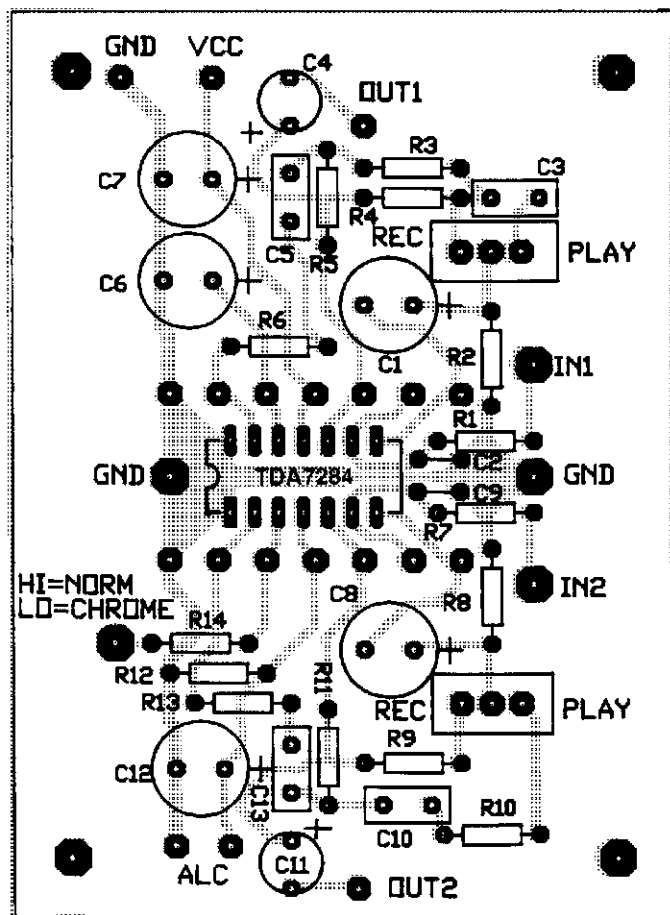 GND VCC C4
OUT1
C7 R3 C3
R4
C5 R5 REC PLAY
C6
R6 C1 R2 IN1
R1
C2
GND TDA7284 GND
C9
R7
HI=NORM C8 R8 IN2
LO=CHROME
R14
R12 R11
R13 REC PLAY
C12 R9
C13 C10 R10
C11
ALC OUT2